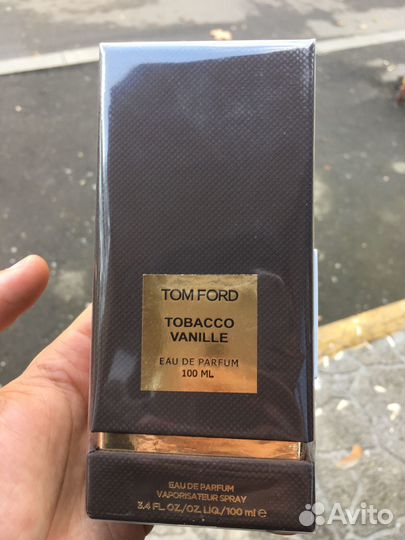 TOM FORD
TOBACCO
VANILLE
EAU DE PARFUM
100 ML
EAU DE PARFUM
VAPORISATEUR SPRAY
3.4 FL.OZ./OZ.LIQ./100 ml e
Avito